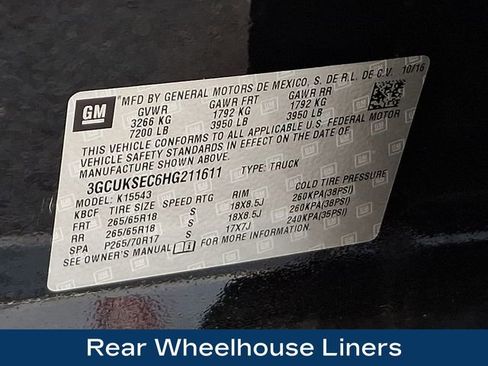 GM
MFD BY GENERAL MOTORS DE MEXICO, S. DE R.L. DE C.V. 10/16
GVWR GAWR FRT GAWR RR
3266 KG 1792 KG 1792 KG
7200 LB 3950 LB 3950 LB
THIS VEHICLE CONFORMS TO ALL APPLICABLE U.S. FEDERAL MOTOR
VEHICLE SAFETY STANDARDS IN EFFECT ON THE DATE OF
MANUFACTURE SHOWN ABOVE.
3GCUKSEC6HG211611 TYPE: TRUCK
MODEL: K15543
KBCF TIRE SIZE SPEED RTG RIM COLD TIRE PRESSURE
FRT 265/65R18 S 18X8.5J 260KPA(38PSI)
RR 265/65R18 S 18X8.5J 260KPA(38PSI)
SPA P265/70R17 S 17X7J 240KPA(35PSI)
SEE OWNER'S MANUAL FOR MORE INFORMATION.
Rear Wheelhouse Liners